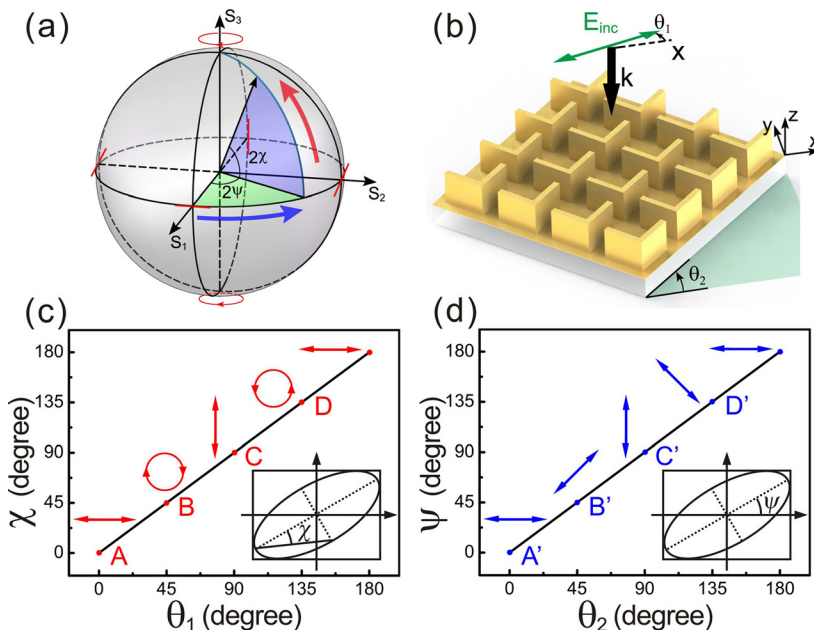 (a)
S₃
2χ
2ψ
S₂
S₁
(b)
E_inc
θ₁
x
k
z
y
x
θ₂
(c)
χ (degree)
180
135
90
45
0
A
B
C
D
χ
0 45 90 135 180
θ₁ (degree)
(d)
ψ (degree)
180
135
90
45
0
A'
B'
C'
D'
ψ
0 45 90 135 180
θ₂ (degree)